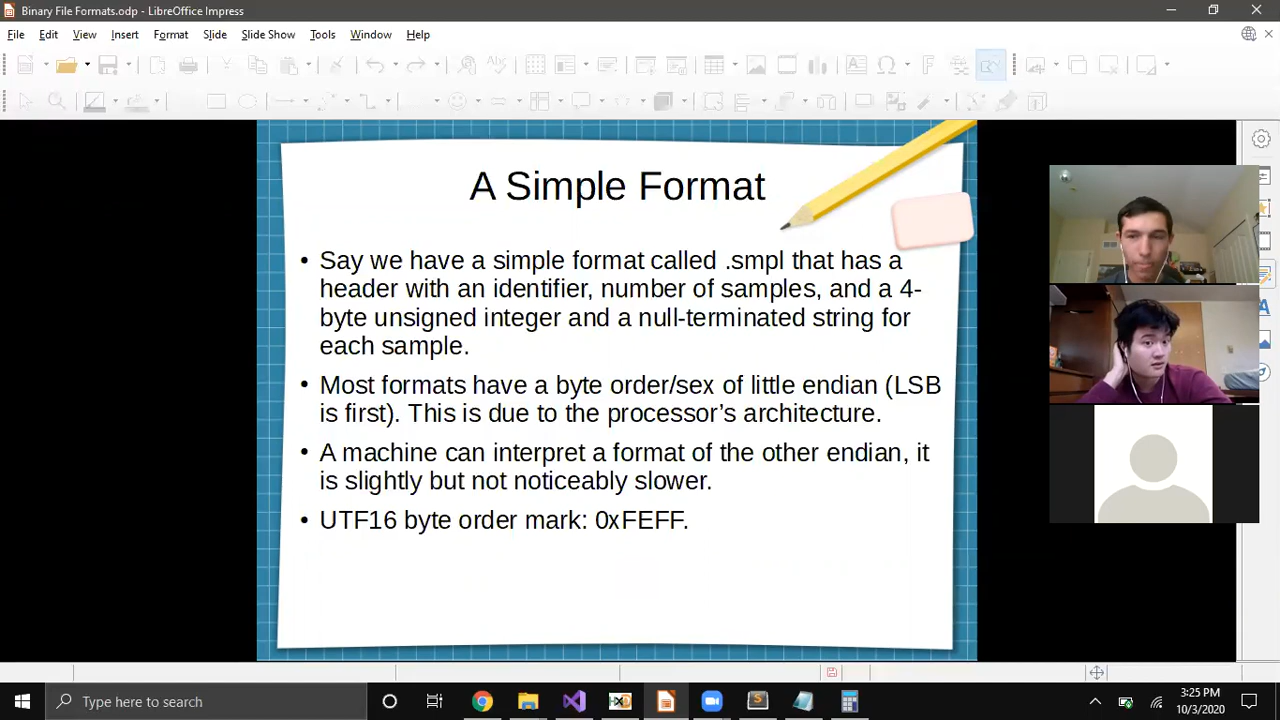 Binary File Formats.odp - LibreOffice Impress
File Edit View Insert Format Slide Slide Show Tools Window Help
A Simple Format
• Say we have a simple format called .smpl that has a
header with an identifier, number of samples, and a 4-
byte unsigned integer and a null-terminated string for
each sample.
• Most formats have a byte order/sex of little endian (LSB
is first). This is due to the processor's architecture.
• A machine can interpret a format of the other endian, it
is slightly but not noticeably slower.
• UTF16 byte order mark: 0xFEFF.
Type here to search
3:25 PM
10/3/2020